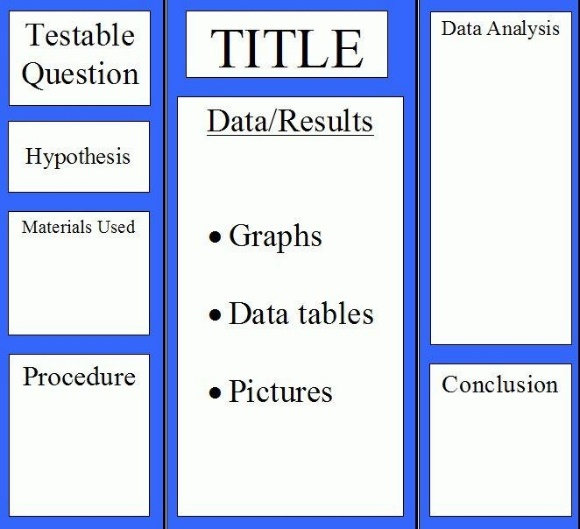 Testable
Question
Hypothesis
Materials Used
Procedure
TITLE
Data/Results
• Graphs
• Data tables
• Pictures
Data Analysis
Conclusion